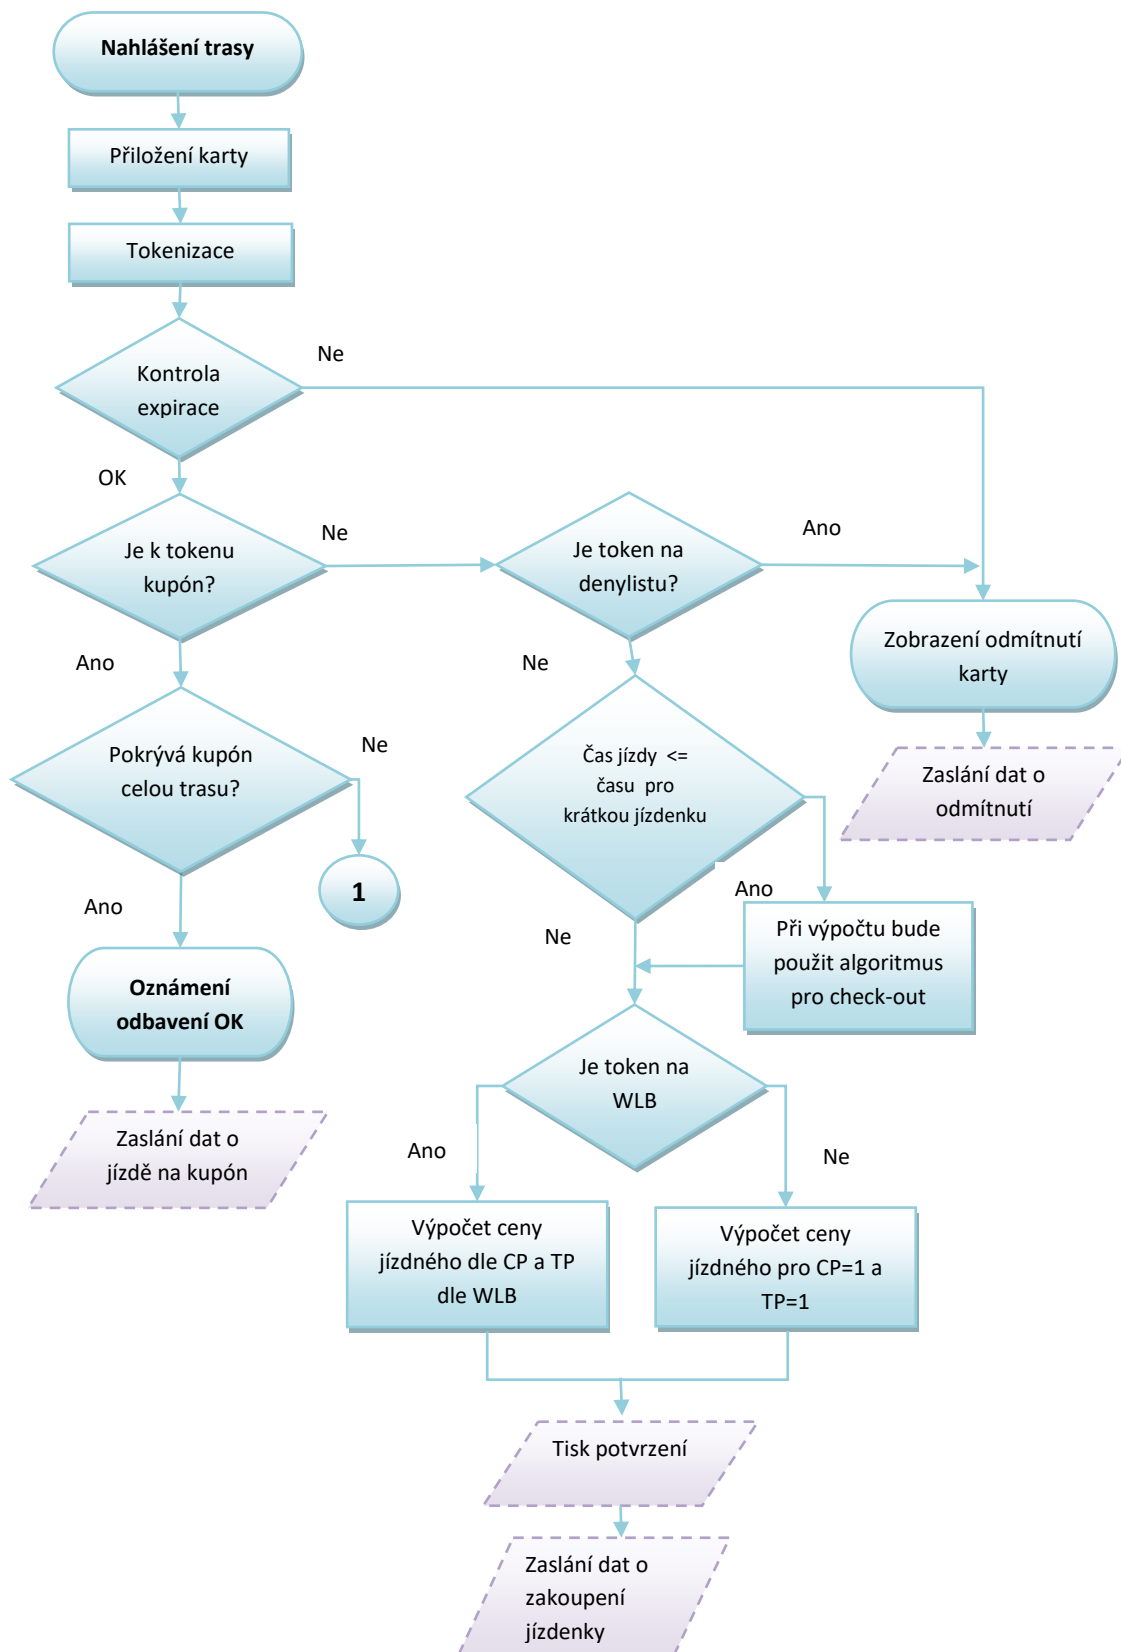 Nahlášení trasy
Přiložení karty
Tokenizace
Ne
Kontrola
expirace
OK
Je k tokenu
kupón?
Ne
Je token na
denylistu?
Ano
Zobrazení odmítnutí
karty
Ano
Ne
Pokrývá kupón
celou trasu?
Ne
Čas jízdy <=
času pro
krátkou jízdenku
Zaslání dat o
odmítnutí
1
Ano
Ano
Ne
Při výpočtu bude
použit algoritmus
pro check-out
Oznámení
odbavení OK
Je token na
WLB
Zaslání dat o
jízdě na kupón
Ano
Ne
Výpočet ceny
jízdného dle CP a TP
dle WLB
Výpočet ceny
jízdného pro CP=1 a
TP=1
Tisk potvrzení
Zaslání dat o
zakoupení
jízdenky